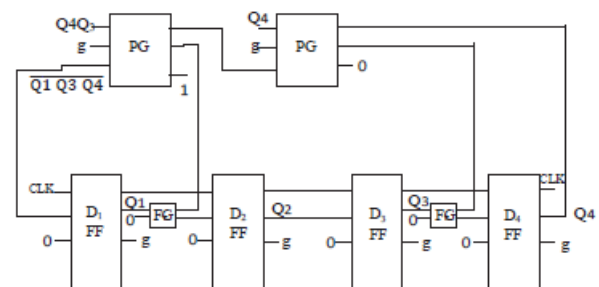 Q4Q3 PG Q4 PG
g g
0
Q1 Q3 Q4 1
CLK Q1 Q3 CLK
D1 0 FG D2 Q2 D3 0 FG D4 Q4
FF FF FF FF
0 g 0 g 0 g 0 g